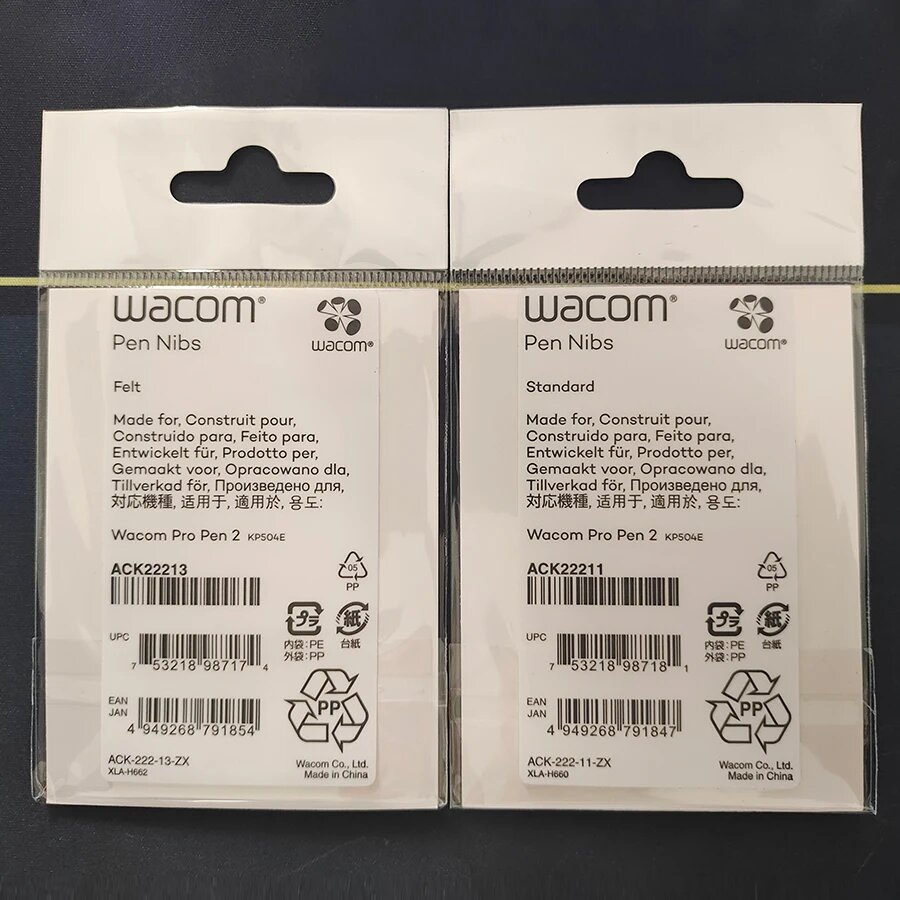 wacom®
wacom®
Pen Nibs
Felt
Made for, Construit pour,
Construido para, Feito para,
Entwickelt für, Prodotto per,
Gemaakt voor, Opracowano dla,
Tillverkad för, Произведено для,
対応機種, 适用于, 適用於, 용도:
Wacom Pro Pen 2 KP504E
ACK22213
05
PP
プラ
紙
内袋:PE
外袋:PP
台紙
UPC
7 53218 98717 4
EAN
JAN
4 949268 791854
PP
ACK-222-13-ZX
XLA-H662
Wacom Co., Ltd.
Made in China
wacom®
wacom®
Pen Nibs
Standard
Made for, Construit pour,
Construido para, Feito para,
Entwickelt für, Prodotto per,
Gemaakt voor, Opracowano dla,
Tillverkad för, Произведено для,
対応機種, 适用于, 適用於, 용도:
Wacom Pro Pen 2 KP504E
ACK22211
05
PP
プラ
紙
内袋:PE
外袋:PP
台紙
UPC
7 53218 98718 1
EAN
JAN
4 949268 791847
PP
ACK-222-11-ZX
XLA-H660
Wacom Co., Ltd.
Made in China